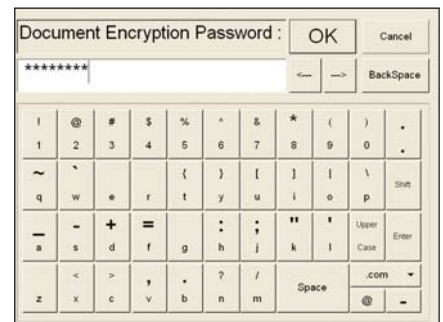 Document Encryption Password : OK Cancel
******** <--- ---> BackSpace
! @ # $ % ^ & * ( ) :
1 2 3 4 5 6 7 8 9 0 .
~ ` { } [ ] | \ Shift
q w e r t y u i o p
_ - + = : ; " ' Upper Enter
a s d f g h j k l Case
< > , . ? / Space .com
z x c v b n m @ -